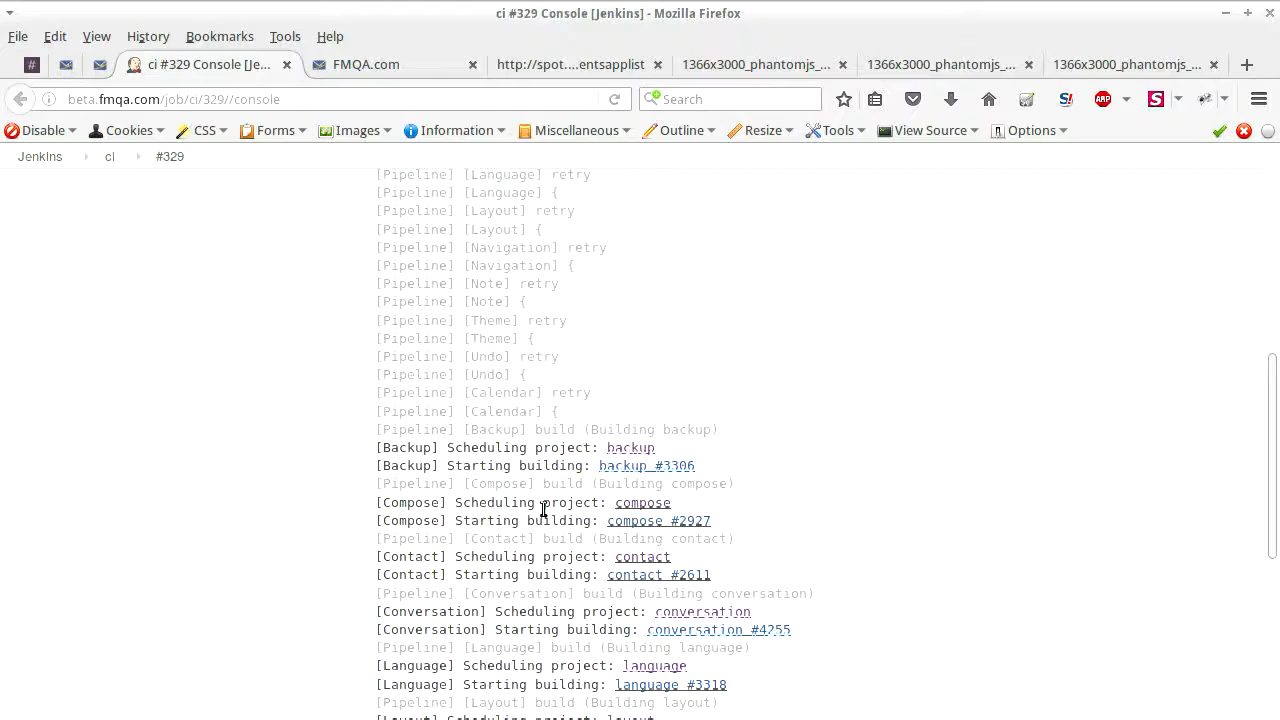 ci #329 Console [Jenkins] - Mozilla Firefox
File Edit View History Bookmarks Tools Help
# ci #329 Console [Je... FMQA.com http://spot....entsapplist 1366x3000_phantomjs_... 1366x3000_phantomjs_... 1366x3000_phantomjs_...
beta.fmqa.com/job/ci/329//console Search ABP
Disable Cookies CSS Forms Images Information Miscellaneous Outline Resize Tools View Source Options
Jenkins ci #329
[Pipeline] [Language] retry
[Pipeline] [Language] {
[Pipeline] [Layout] retry
[Pipeline] [Layout] {
[Pipeline] [Navigation] retry
[Pipeline] [Navigation] {
[Pipeline] [Note] retry
[Pipeline] [Note] {
[Pipeline] [Theme] retry
[Pipeline] [Theme] {
[Pipeline] [Undo] retry
[Pipeline] [Undo] {
[Pipeline] [Calendar] retry
[Pipeline] [Calendar] {
[Pipeline] [Backup] build (Building backup)
[Backup] Scheduling project: backup
[Backup] Starting building: backup #3306
[Pipeline] [Compose] build (Building compose)
[Compose] Scheduling project: compose
[Compose] Starting building: compose #2927
[Pipeline] [Contact] build (Building contact)
[Contact] Scheduling project: contact
[Contact] Starting building: contact #2611
[Pipeline] [Conversation] build (Building conversation)
[Conversation] Scheduling project: conversation
[Conversation] Starting building: conversation #4255
[Pipeline] [Language] build (Building language)
[Language] Scheduling project: language
[Language] Starting building: language #3318
[Pipeline] [Layout] build (Building layout)
[Layout] Scheduling project: layout